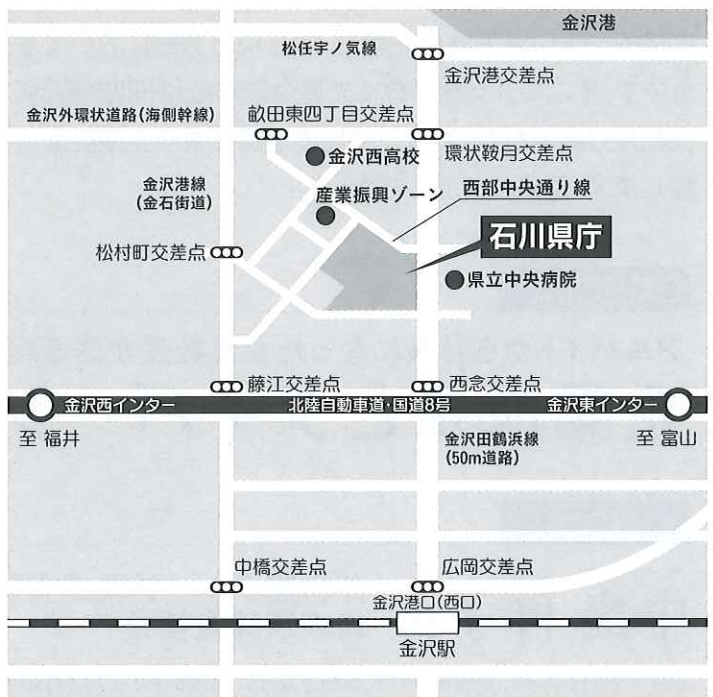 金沢港
松任宇ノ気線
金沢港交差点
金沢外環状道路(海側幹線)
畝田東四丁目交差点
金沢西高校
環状鞍月交差点
金沢港線
(金石街道)
産業振興ゾーン
西部中央通り線
石川県庁
松村町交差点
県立中央病院
藤江交差点
西念交差点
金沢西インター
北陸自動車道・国道8号
金沢東インター
至 福井
金沢田鶴浜線
(50m道路)
至 富山
中橋交差点
広岡交差点
金沢港口(西口)
金沢駅